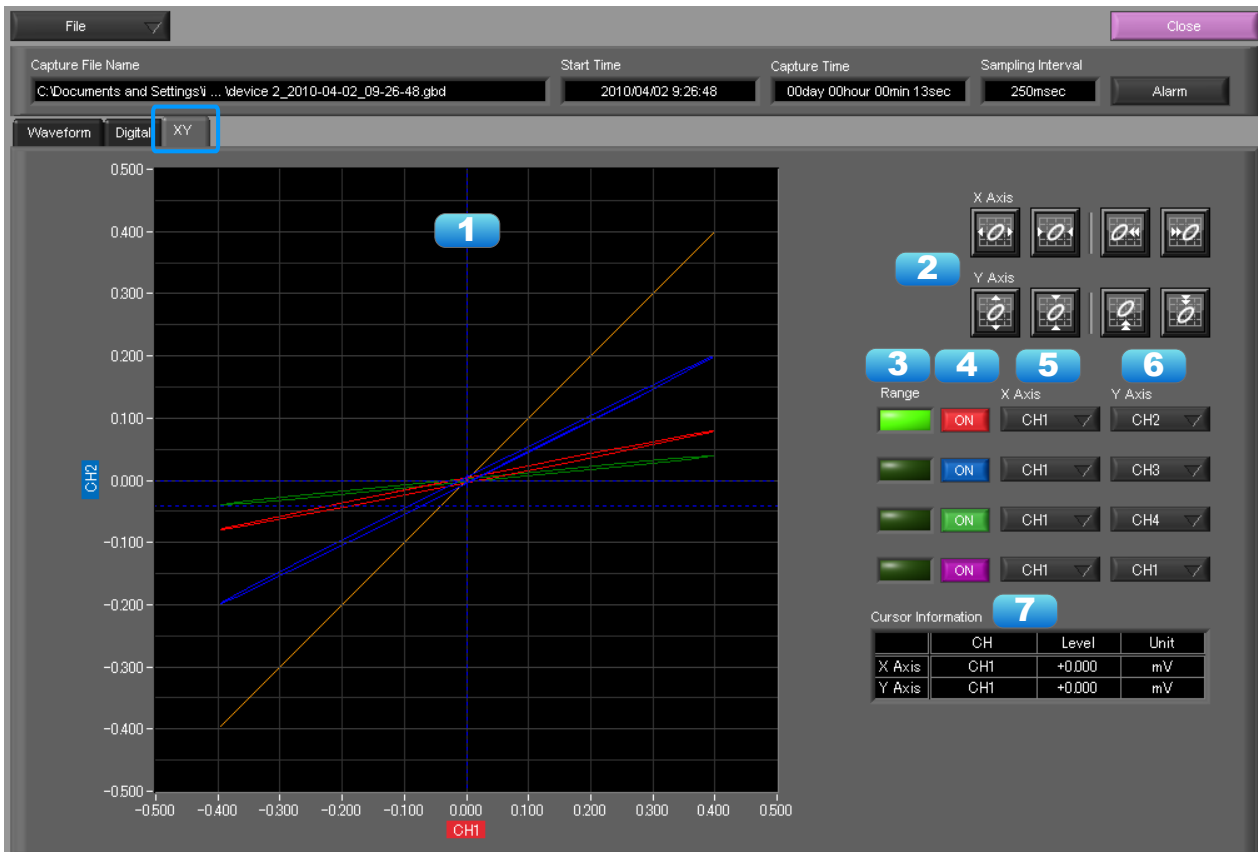 File
Close
Capture File Name
Start Time
Capture Time
Sampling Interval
C:\Documents and Settings\i ... \device 2_2010-04-02_09-26-48.gbd
2010/04/02 9:26:48
00day 00hour 00min 13sec
250msec
Alarm
Waveform
Digital
XY
0.500
0.400
0.300
0.200
0.100
0.000
-0.100
-0.200
-0.300
-0.400
-0.500
CH2
-0.500 -0.400 -0.300 -0.200 -0.100 0.000 0.100 0.200 0.300 0.400 0.500
CH1
1
X Axis
2
Y Axis
3 4 5 6
Range X Axis Y Axis
ON CH1 CH2
ON CH1 CH3
ON CH1 CH4
ON CH1 CH1
Cursor Information
7
CH Level Unit
X Axis CH1 +0.000 mV
Y Axis CH1 +0.000 mV